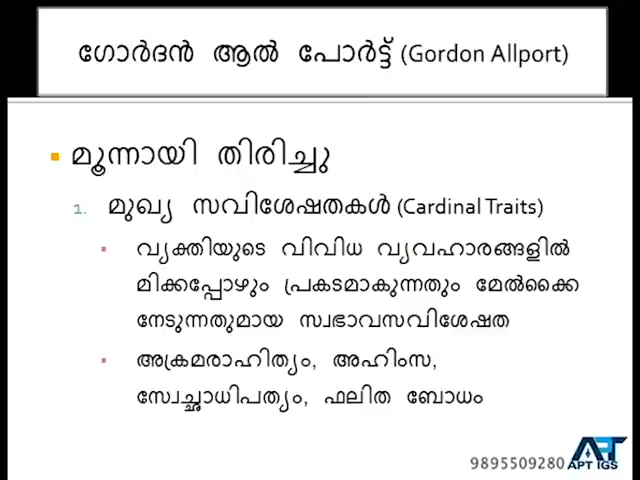 ഗോർദൻ ആൽ പോർട്ട് (Gordon Allport)
മൂന്നായി തിരിച്ചു
1. മുഖ്യ സവിശേഷതകൾ (Cardinal Traits)
വ്യക്തിയുടെ വിവിധ വ്യവഹാരങ്ങളിൽ
മിക്കപ്പോഴും പ്രകടമാകുന്നതും മേൽക്കൈ
നേടുന്നതുമായ സ്വഭാവസവിശേഷത
അക്രമരാഹിത്യം, അഹിംസ,
സ്വേച്ഛാധിപത്യം, ഫലിത ബോധം
9895509280 APT IGS